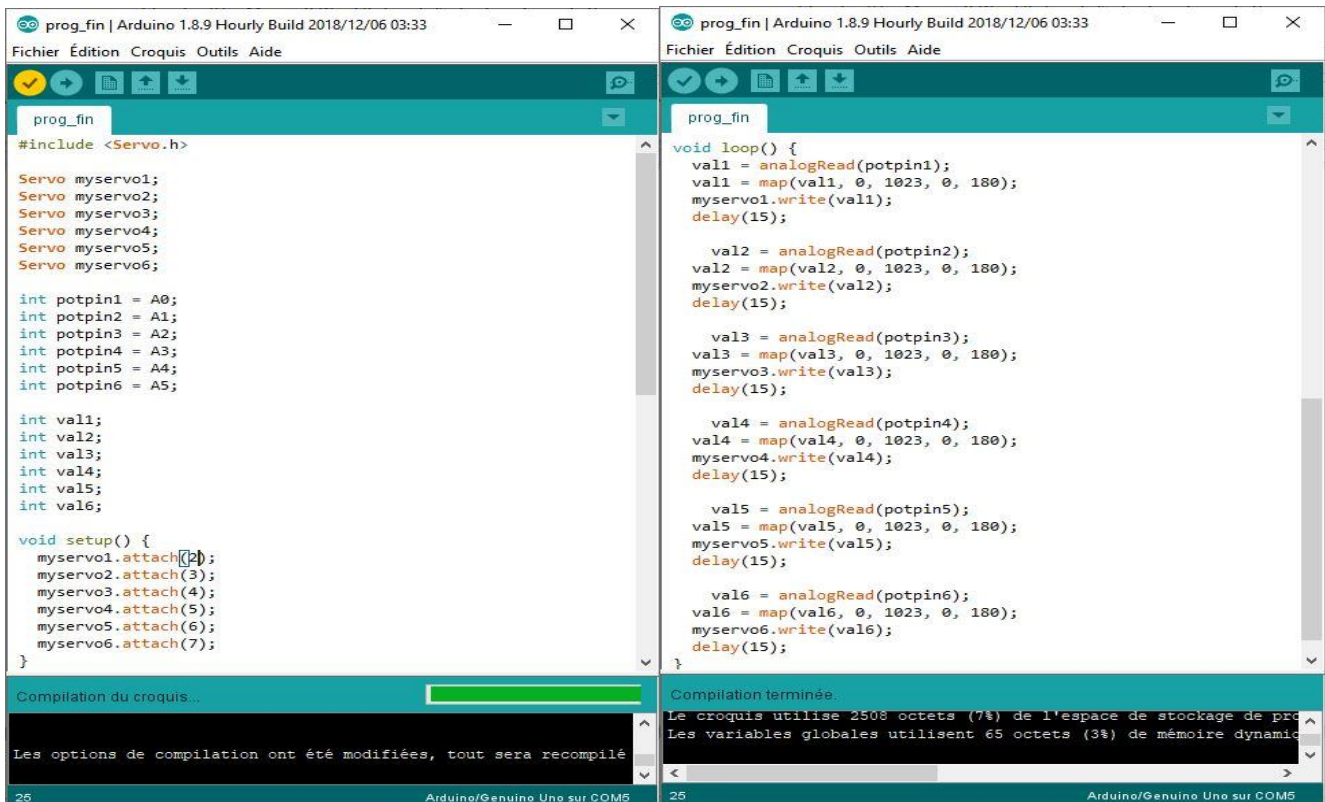 prog_fin | Arduino 1.8.9 Hourly Build 2018/12/06 03:33
Fichier Édition Croquis Outils Aide
prog_fin
#include <Servo.h>
Servo myservo1;
Servo myservo2;
Servo myservo3;
Servo myservo4;
Servo myservo5;
Servo myservo6;
int potpin1 = A0;
int potpin2 = A1;
int potpin3 = A2;
int potpin4 = A3;
int potpin5 = A4;
int potpin6 = A5;
int val1;
int val2;
int val3;
int val4;
int val5;
int val6;
void setup() {
myservo1.attach(2);
myservo2.attach(3);
myservo3.attach(4);
myservo4.attach(5);
myservo5.attach(6);
myservo6.attach(7);
}
Compilation du croquis...
Les options de compilation ont été modifiées, tout sera recompilé
25
Arduino/Genuino Uno sur COM5
prog_fin | Arduino 1.8.9 Hourly Build 2018/12/06 03:33
Fichier Édition Croquis Outils Aide
prog_fin
void loop() {
val1 = analogRead(potpin1);
val1 = map(val1, 0, 1023, 0, 180);
myservo1.write(val1);
delay(15);
val2 = analogRead(potpin2);
val2 = map(val2, 0, 1023, 0, 180);
myservo2.write(val2);
delay(15);
val3 = analogRead(potpin3);
val3 = map(val3, 0, 1023, 0, 180);
myservo3.write(val3);
delay(15);
val4 = analogRead(potpin4);
val4 = map(val4, 0, 1023, 0, 180);
myservo4.write(val4);
delay(15);
val5 = analogRead(potpin5);
val5 = map(val5, 0, 1023, 0, 180);
myservo5.write(val5);
delay(15);
val6 = analogRead(potpin6);
val6 = map(val6, 0, 1023, 0, 180);
myservo6.write(val6);
delay(15);
}
Compilation terminée.
Le croquis utilise 2508 octets (7%) de l'espace de stockage de pro
Les variables globales utilisent 65 octets (3%) de mémoire dynamiq
25
Arduino/Genuino Uno sur COM5